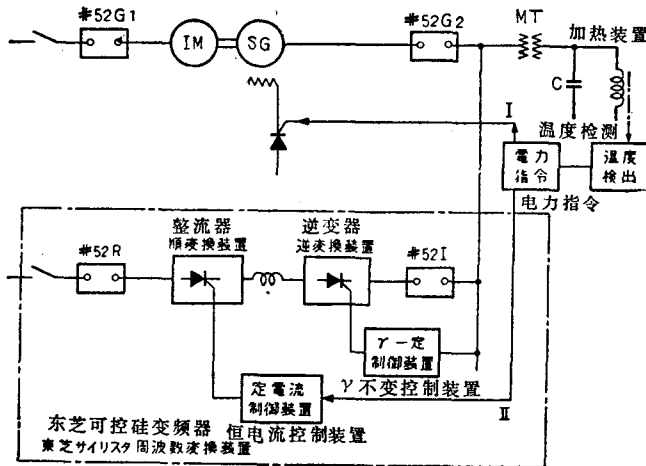 #52G1
IM
SG
#52G2
MT
加热装置
C
I
温度检测
電力
指令
温度
検出
电力指令
整流器
順変換装置
逆变器
逆変換装置
#52R
#52I
γ一定
制御装置
γ不变控制装置
定電流
制御装置
II
东芝可控硅变频器
恒电流控制装置
東芝サイリスタ周波数変換装置